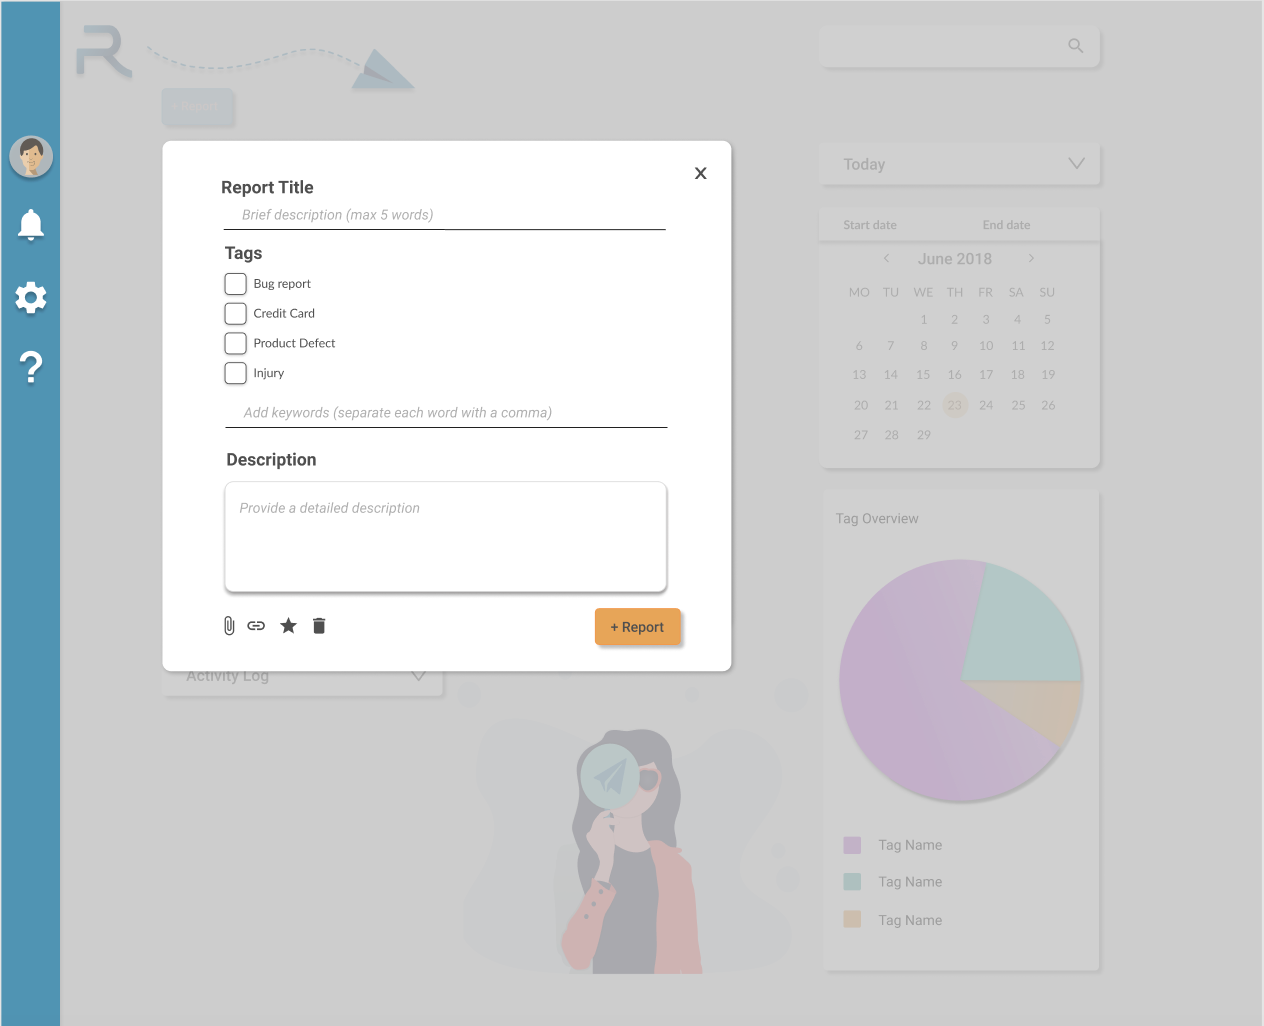 R
+ Report
X
Report Title
Brief description (max 5 words)
Tags
Bug report
Credit Card
Product Defect
Injury
Add keywords (separate each word with a comma)
Description
Provide a detailed description
+ Report
Activity Log
Today
Start date End date
< June 2018 >
MO TU WE TH FR SA SU
1 2 3 4 5
6 7 8 9 10 11 12
13 14 15 16 17 18 19
20 21 22 23 24 25 26
27 28 29
Tag Overview
Tag Name
Tag Name
Tag Name
?